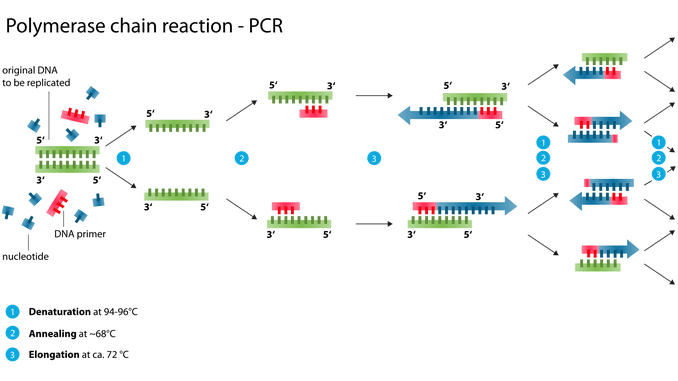 Polymerase chain reaction - PCR
original DNA
to be replicated
5' 3'
3' 5'
DNA primer
nucleotide
1
5' 3'
3' 5'
2
5' 3'
3' 5'
3
3' 5'
5' 3'
3' 5'
1
2
3
1
2
3
1 Denaturation at 94-96°C
2 Annealing at ~68°C
3 Elongation at ca. 72 °C